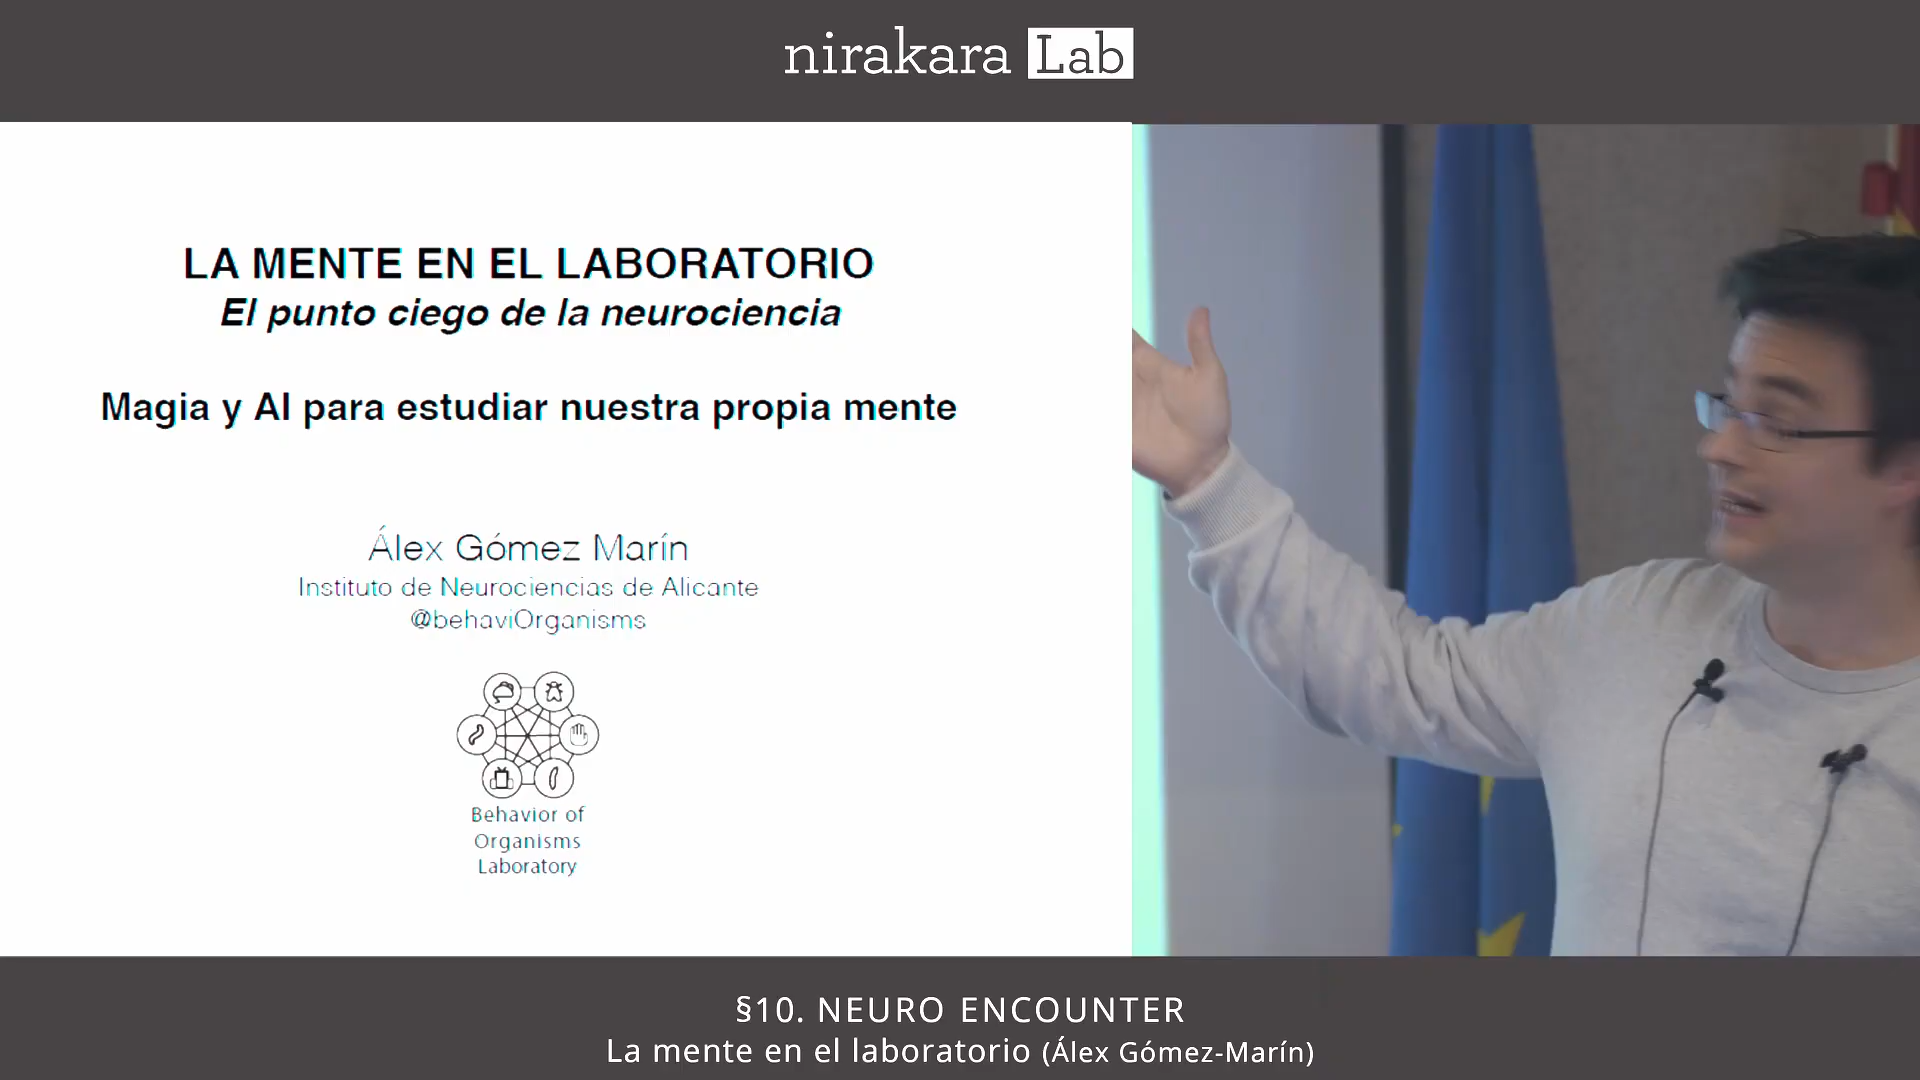 nirakara Lab
LA MENTE EN EL LABORATORIO
El punto ciego de la neurociencia
Magia y AI para estudiar nuestra propia mente
Álex Gómez Marín
Instituto de Neurociencias de Alicante
@behaviOrganisms
Behavior of
Organisms
Laboratory
§10. NEURO ENCOUNTER
La mente en el laboratorio (Álex Gómez-Marín)